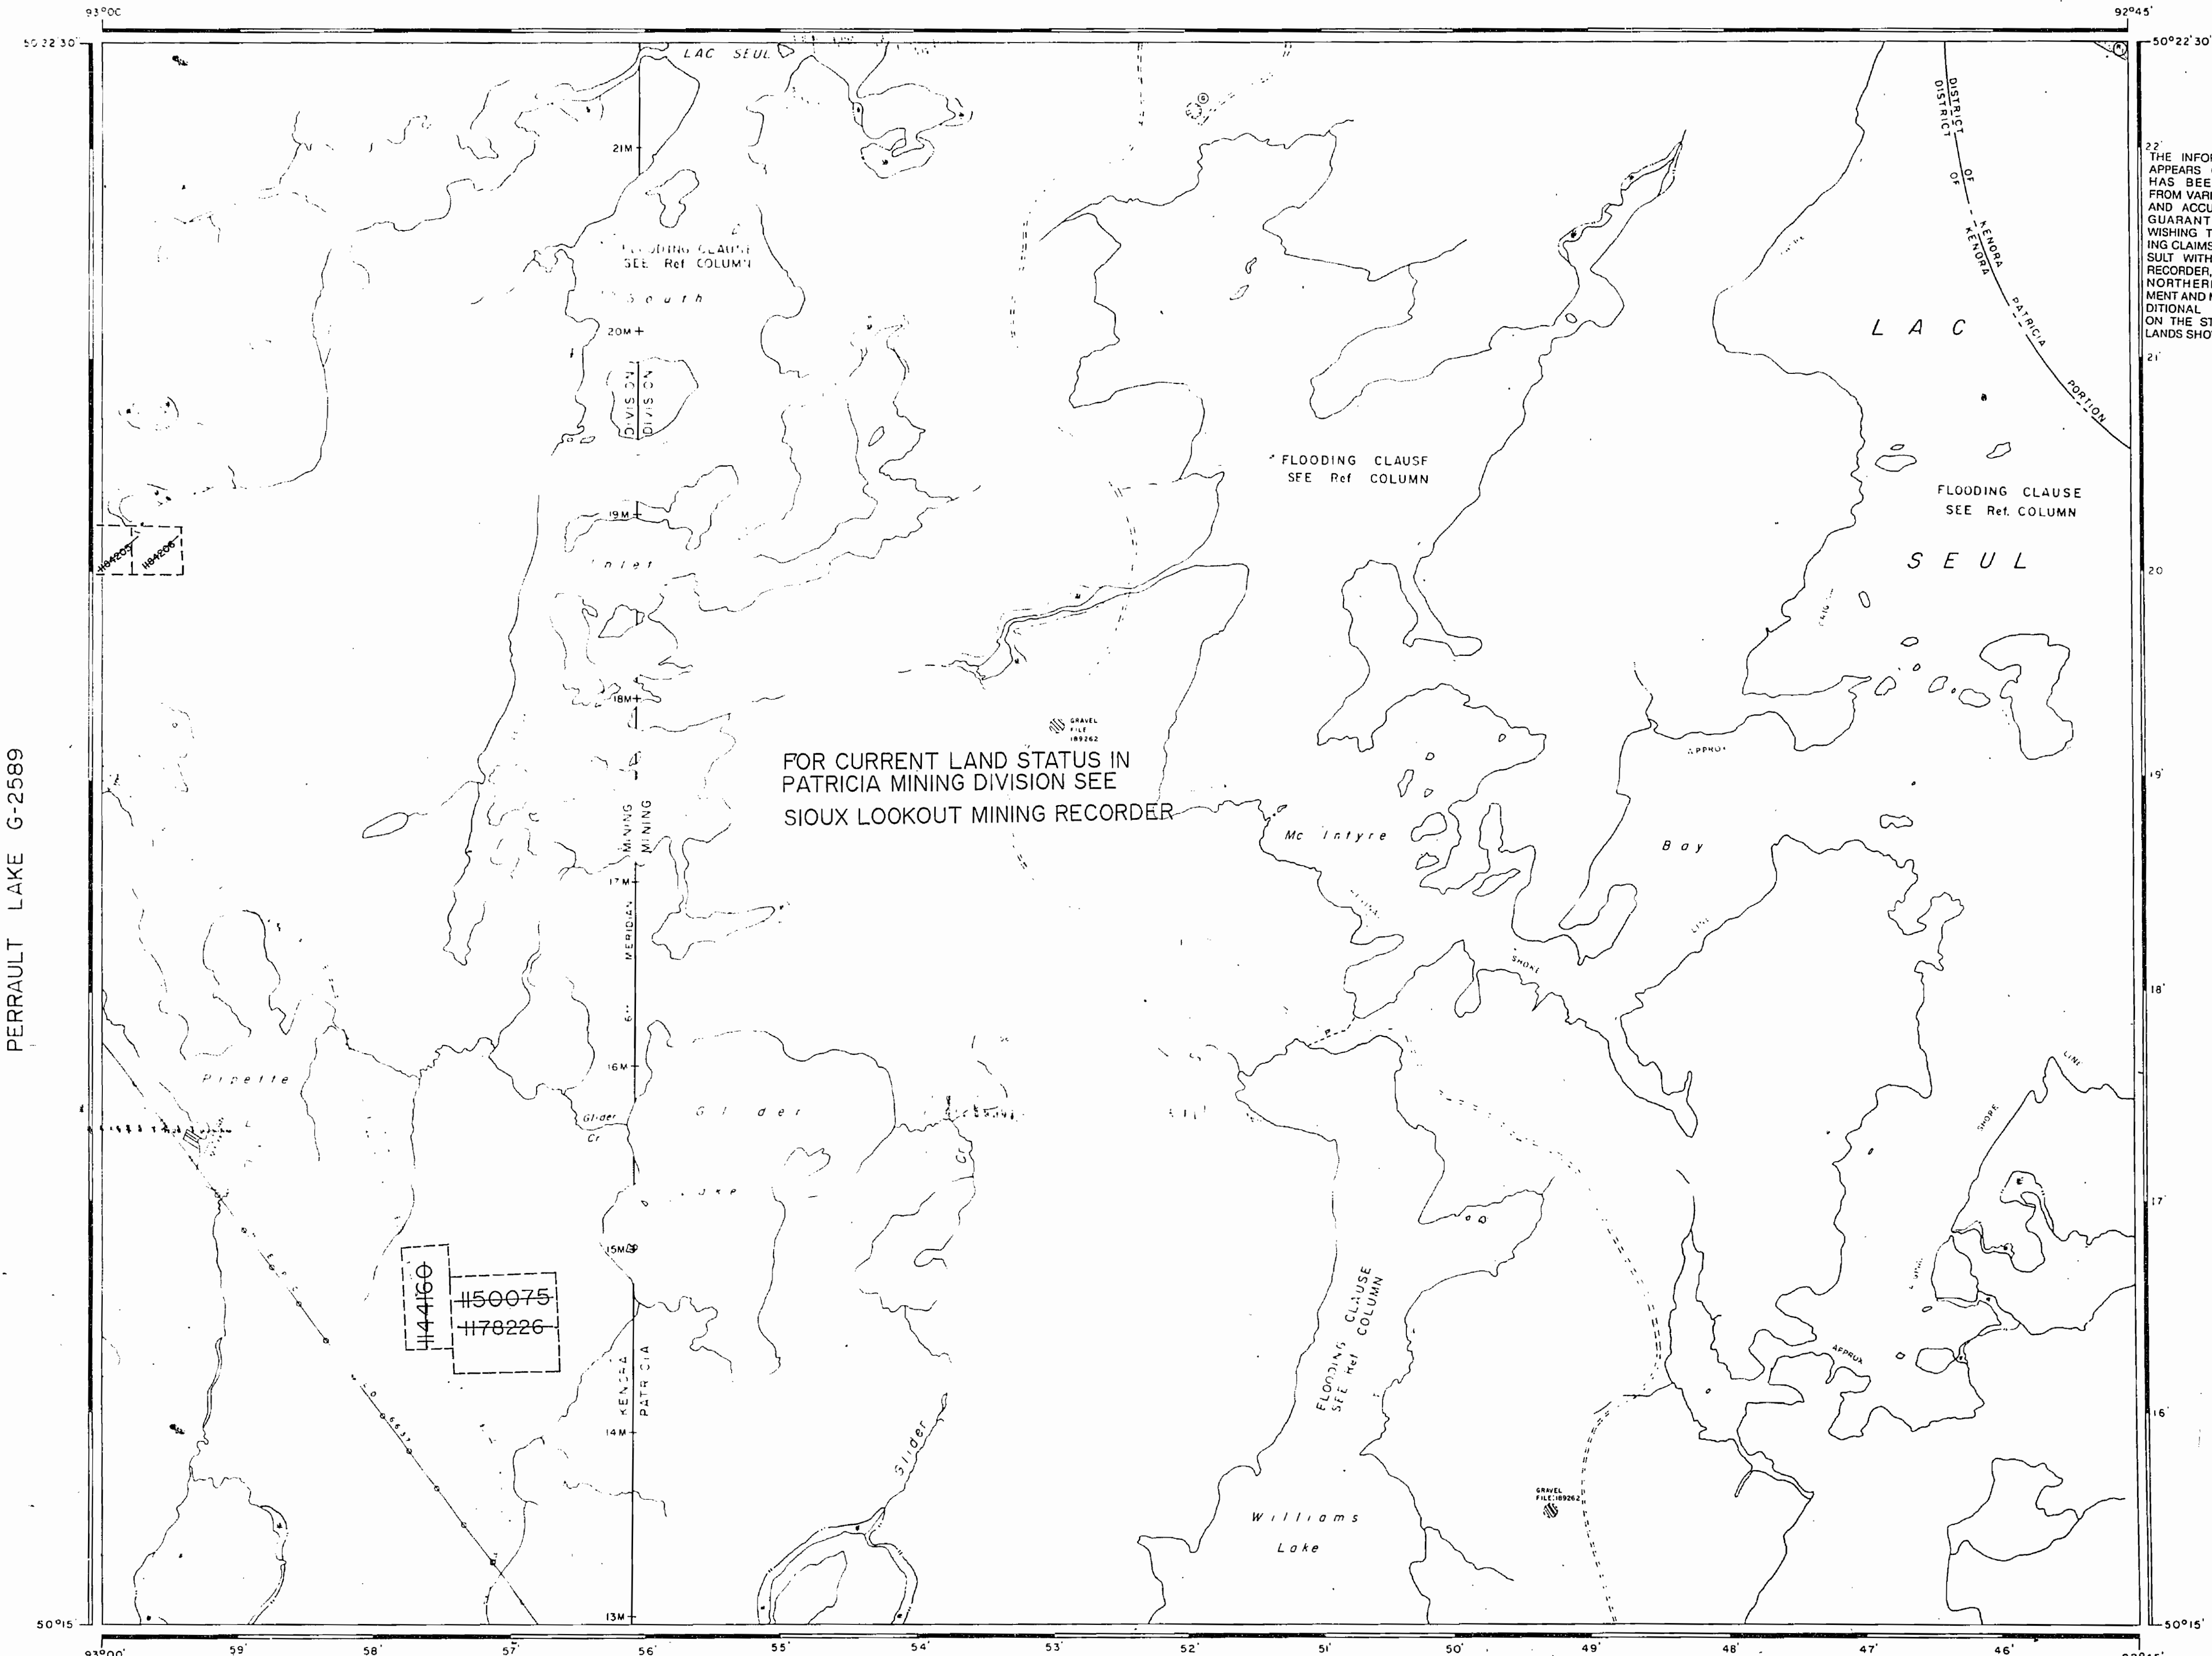 93°00
92°45'
50°22'30"
LAC SEUL
DISTRICT OF KENORA
DISTRICT OF KENORA
PATRICIA PORTION
22'
21M
THE INFOR
APPEARS
HAS BEE
FROM VARI
AND ACCU
GUARANT
WISHING T
ING CLAIMS
SULT WITH
RECORDER,
NORTHERN
MENT AND
DITIONAL
ON THE ST
LANDS SHO
FLOODING CLAUSE
SEE Ref COLUMN
South
20M
LAC
21'
DIVISION
DIVISION
FLOODING CLAUSE
SEE Ref COLUMN
FLOODING CLAUSE
SEE Ref. COLUMN
19M
1184205
1184206
Inlet
SEUL
20
18M
GRAVEL
FILE
189262
FOR CURRENT LAND STATUS IN
PATRICIA MINING DIVISION SEE
SIOUX LOOKOUT MINING RECORDER
APPROX
19'
PERRAULT LAKE G-2589
MINING
MINING
Mc Intyre
Bay
17M
MERIDIAN
LINE
SHORE
18'
16M
LINE
Glider
Cr
Glider
SHORE
Cr
17'
15M
1144160
1150075
1178226
FLOODING CLAUSE
SEE Ref COLUMN
KENORA
PATRICIA
APPROX
14M
Glider
16'
GRAVEL
FILE:189262
Williams
Lake
13M
50°15'
50°15'
93°00'
59'
58'
57'
56'
55'
54'
53'
52'
51'
50'
49'
48'
47'
46'